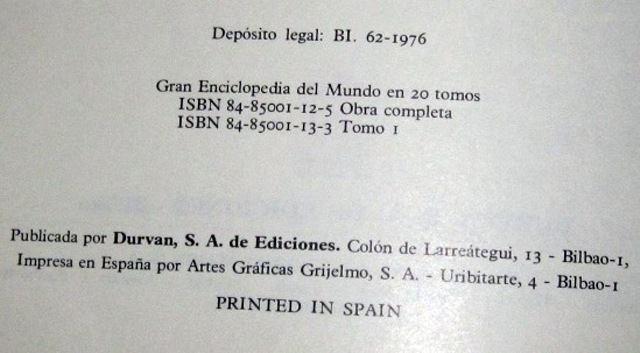 Depósito legal: BI. 62-1976
Gran Enciclopedia del Mundo en 20 tomos
ISBN 84-85001-12-5 Obra completa
ISBN 84-85001-13-3 Tomo 1
Publicada por Durvan, S. A. de Ediciones. Colón de Larreátegui, 13 - Bilbao-1,
Impresa en España por Artes Gráficas Grijelmo, S. A. - Uribitarte, 4 - Bilbao-1
PRINTED IN SPAIN